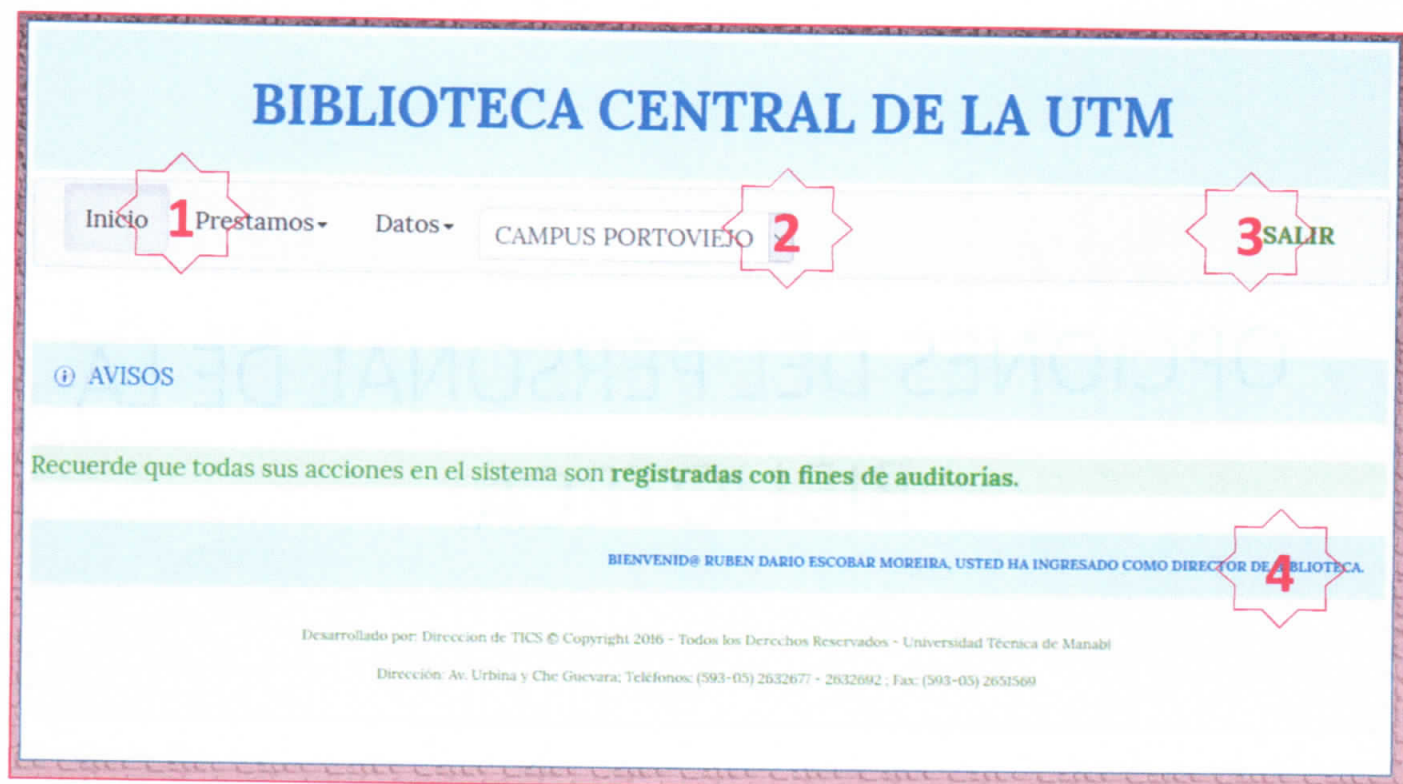 BIBLIOTECA CENTRAL DE LA UTM
Inicio 1 Prestamos Datos CAMPUS PORTOVIEJO 2 3 SALIR
AVISOS
Recuerde que todas sus acciones en el sistema son registradas con fines de auditorías.
BIENVENID@ RUBEN DARIO ESCOBAR MOREIRA, USTED HA INGRESADO COMO DIRECTOR DE BIBLIOTECA.
4
Desarrollado por: Direccion de TICS © Copyright 2016 - Todos los Derechos Reservados - Universidad Técnica de Manabí
Dirección: Av. Urbina y Che Guevara; Teléfonos: (593-05) 2632677 - 2632692 ; Fax: (593-05) 2651569